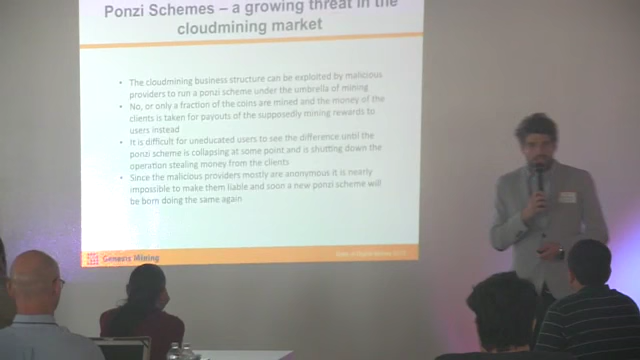 Ponzi Schemes – a growing threat in the
cloudmining market
• The cloudmining business structure can be exploited by malicious
providers to run a ponzi scheme under the umbrella of mining
• No, or only a fraction of the coins are mined and the money of the
clients is taken for payouts of the supposedly mining rewards to
users instead
• It is difficult for uneducated users to see the difference until the
ponzi scheme is collapsing at some point and is shutting down the
operation stealing money from the clients
• Since the malicious providers mostly are anonymous it is nearly
impossible to make them liable and soon a new ponzi scheme will
be born doing the same again
Genesis Mining